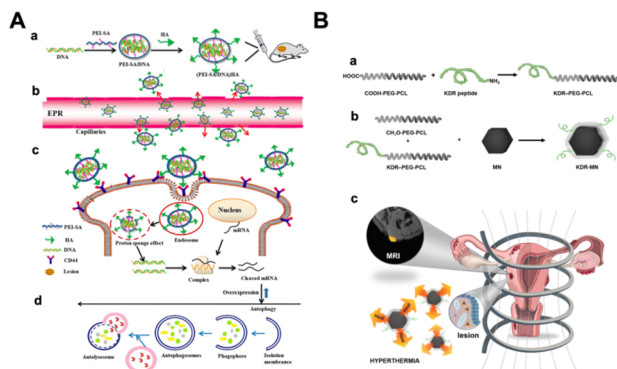 A
a
PEI-SA
HA
DNA
PEI-SA/DNA
(PEI-SA/DNA)HA
b
EPR
Capillaries
c
Nucleus
mRNA
Proton sponge effect
Endosome
PEI-SA
HA
DNA
CD44
Lesion
Complex
Cleaved mRNA
Overexpression
Autophagy
d
Autolysosome
Autophagosomes
Phagophore
Isolation
membrance
B
a
HOOC
NH2
COOH-PEG-PCL
+
KDR peptide
KDR–PEG-PCL
b
CH3O-PEG-PCL
+
+
KDR–PEG-PCL
MN
KDR-MN
c
MRI
lesion
HYPERTHERMIA